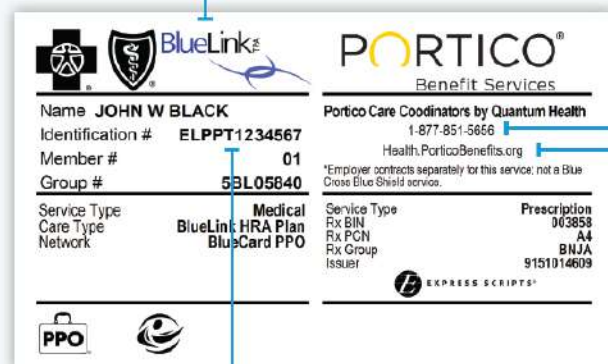 BlueLink TPA
Name JOHN W BLACK
Identification # ELPPT1234567
Member # 01
Group # 5BL05840
Service Type Medical
Care Type BlueLink HRA Plan
Network BlueCard PPO
PPO
PORTICO®
Benefit Services
Portico Care Coodinators by Quantum Health
1-877-851-5656
Health.PorticoBenefits.org
*Employer contracts separately for this service; not a Blue
Cross Blue Shield service.
Service Type Prescription
Rx BIN 003858
Rx PCN A4
Rx Group BNJA
Issuer 9151014609
EXPRESS SCRIPTS®